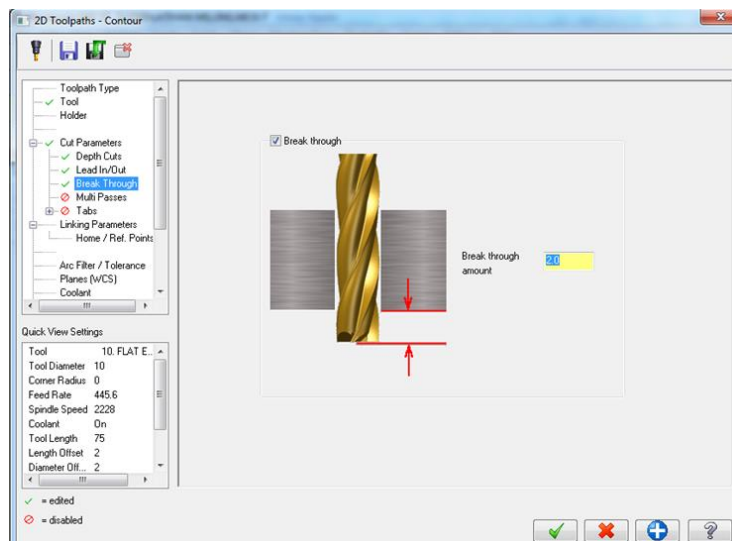 2D Toolpaths - Contour
Toolpath Type
Tool
Holder
Cut Parameters
Depth Cuts
Lead In/Out
Break Through
Multi Passes
Tabs
Linking Parameters
Home / Ref. Points
Arc Filter / Tolerance
Planes (WCS)
Coolant
Quick View Settings
Tool 10. FLAT E..
Tool Diameter 10
Corner Radius 0
Feed Rate 445.6
Spindle Speed 2228
Coolant On
Tool Length 75
Length Offset 2
Diameter Off... 2
= edited
= disabled
Break through
Break through
amount
2.0